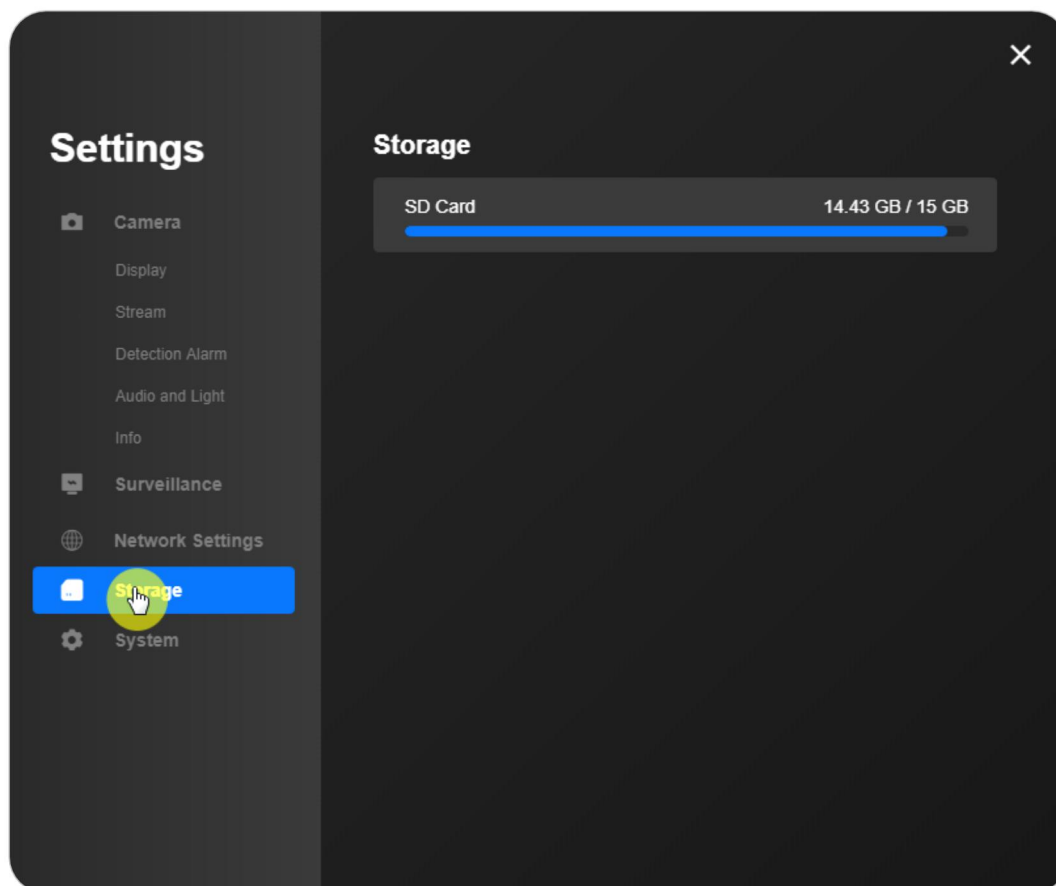 Settings
Camera
Display
Stream
Detection Alarm
Audio and Light
Info
Surveillance
Network Settings
Storage
System
Storage
SD Card 14.43 GB / 15 GB